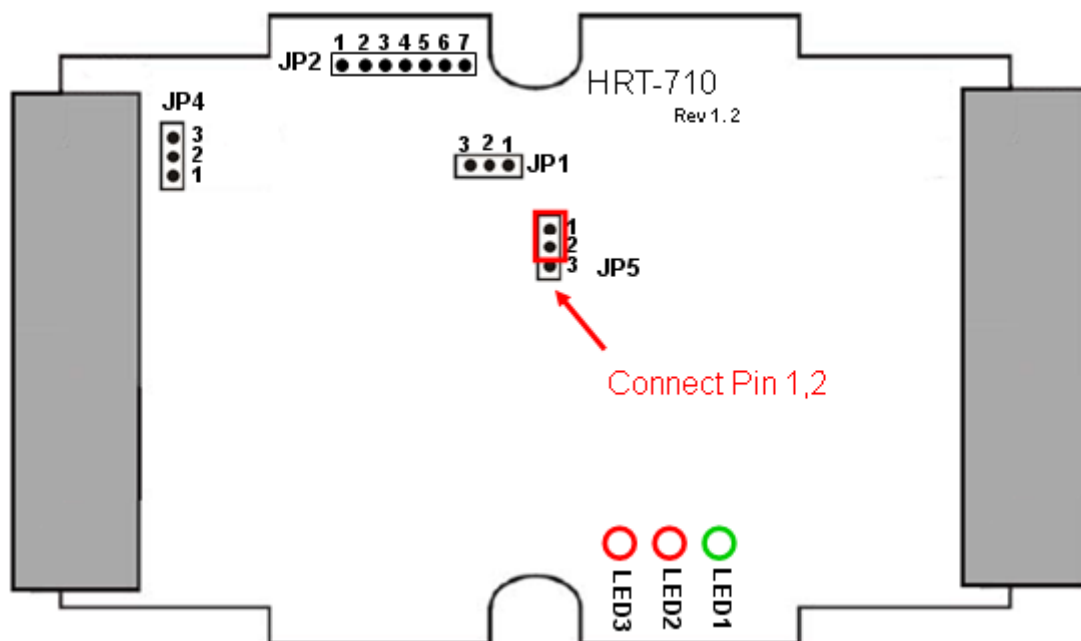 1 2 3 4 5 6 7
JP2
HRT-710
Rev 1.2
JP4
3
2
1
3 2 1
JP1
1
2
3
JP5
Connect Pin 1,2
LED3
LED2
LED1